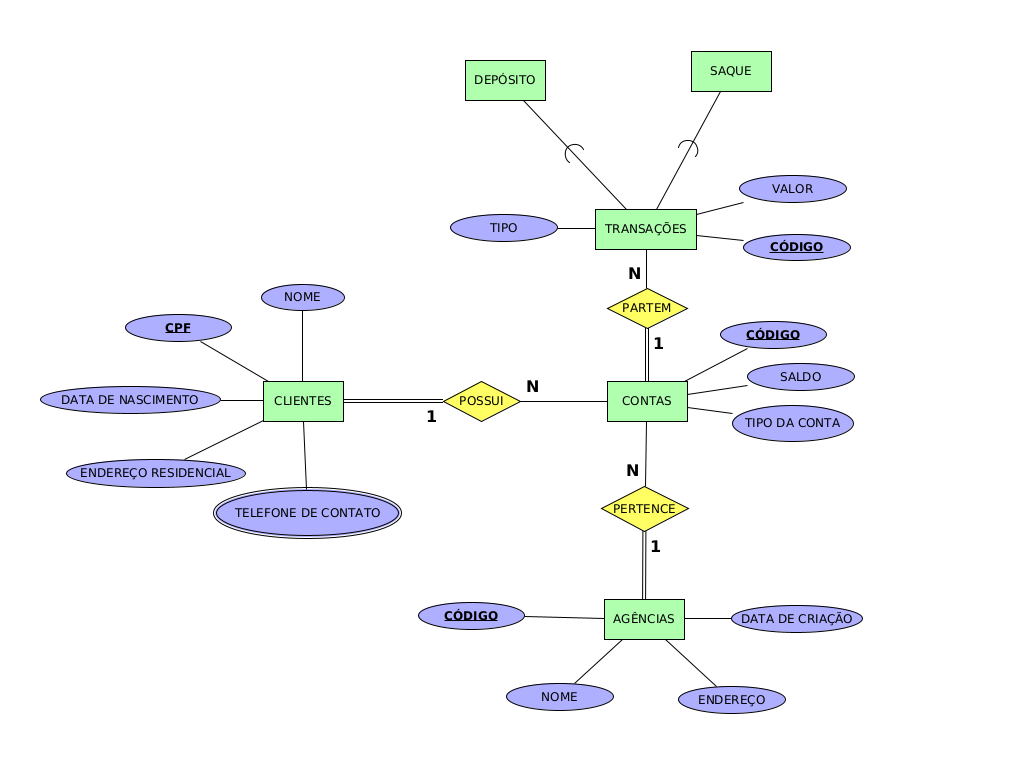 SAQUE
DEPÓSITO
VALOR
TIPO
TRANSAÇÕES
CÓDIGO
N
NOME
PARTEM
CPF
CÓDIGO
1
SALDO
N
DATA DE NASCIMENTO
CLIENTES
POSSUI
CONTAS
1
TIPO DA CONTA
ENDEREÇO RESIDENCIAL
N
TELEFONE DE CONTATO
PERTENCE
1
CÓDIGO
AGÊNCIAS
DATA DE CRIAÇÃO
NOME
ENDEREÇO